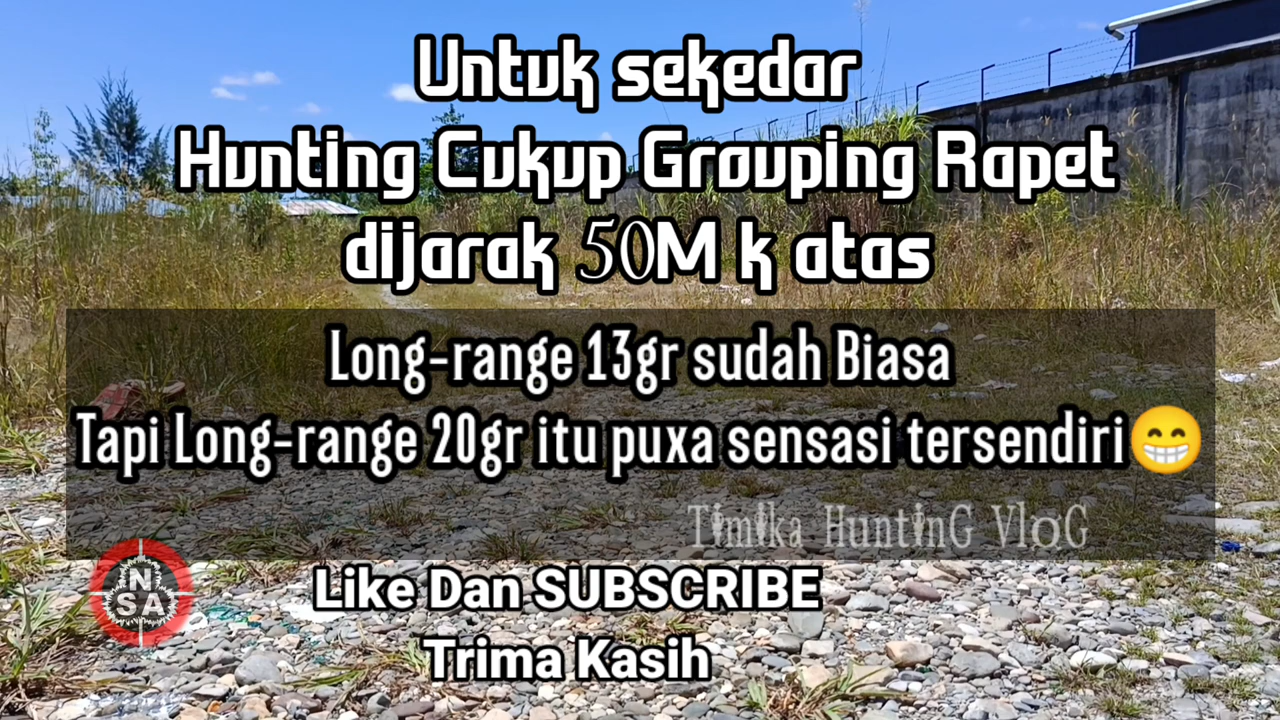 Untuk sekedar
Hunting Cukup Grouping Rapet
dijarak 50M k atas
Long-range 13gr sudah Biasa
Tapi Long-range 20gr itu puxa sensasi tersendiri😁
Timika Hunting Vlog
N
SA
Like Dan SUBSCRIBE
Trima Kasih